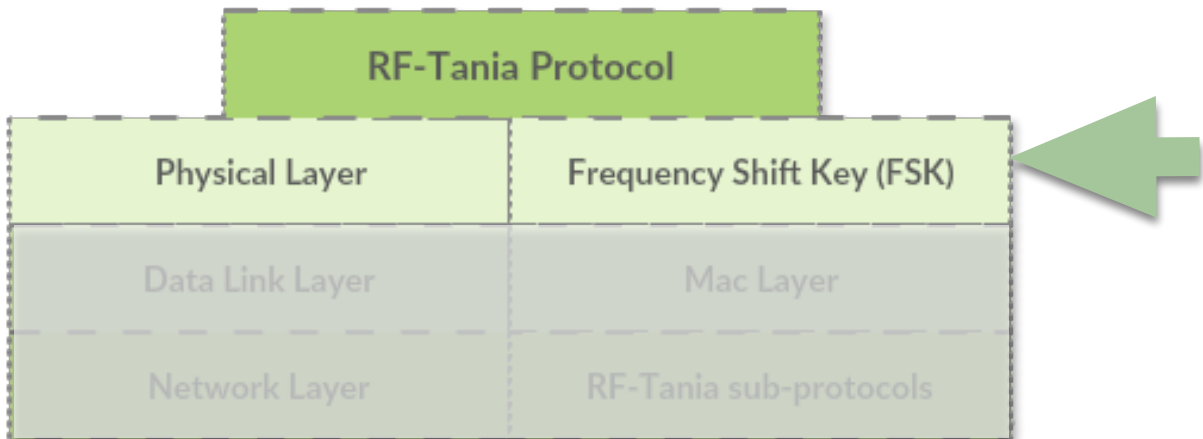 RF-Tania Protocol
Physical Layer
Frequency Shift Key (FSK)
Data Link Layer
Mac Layer
Network Layer
RF-Tania sub-protocols